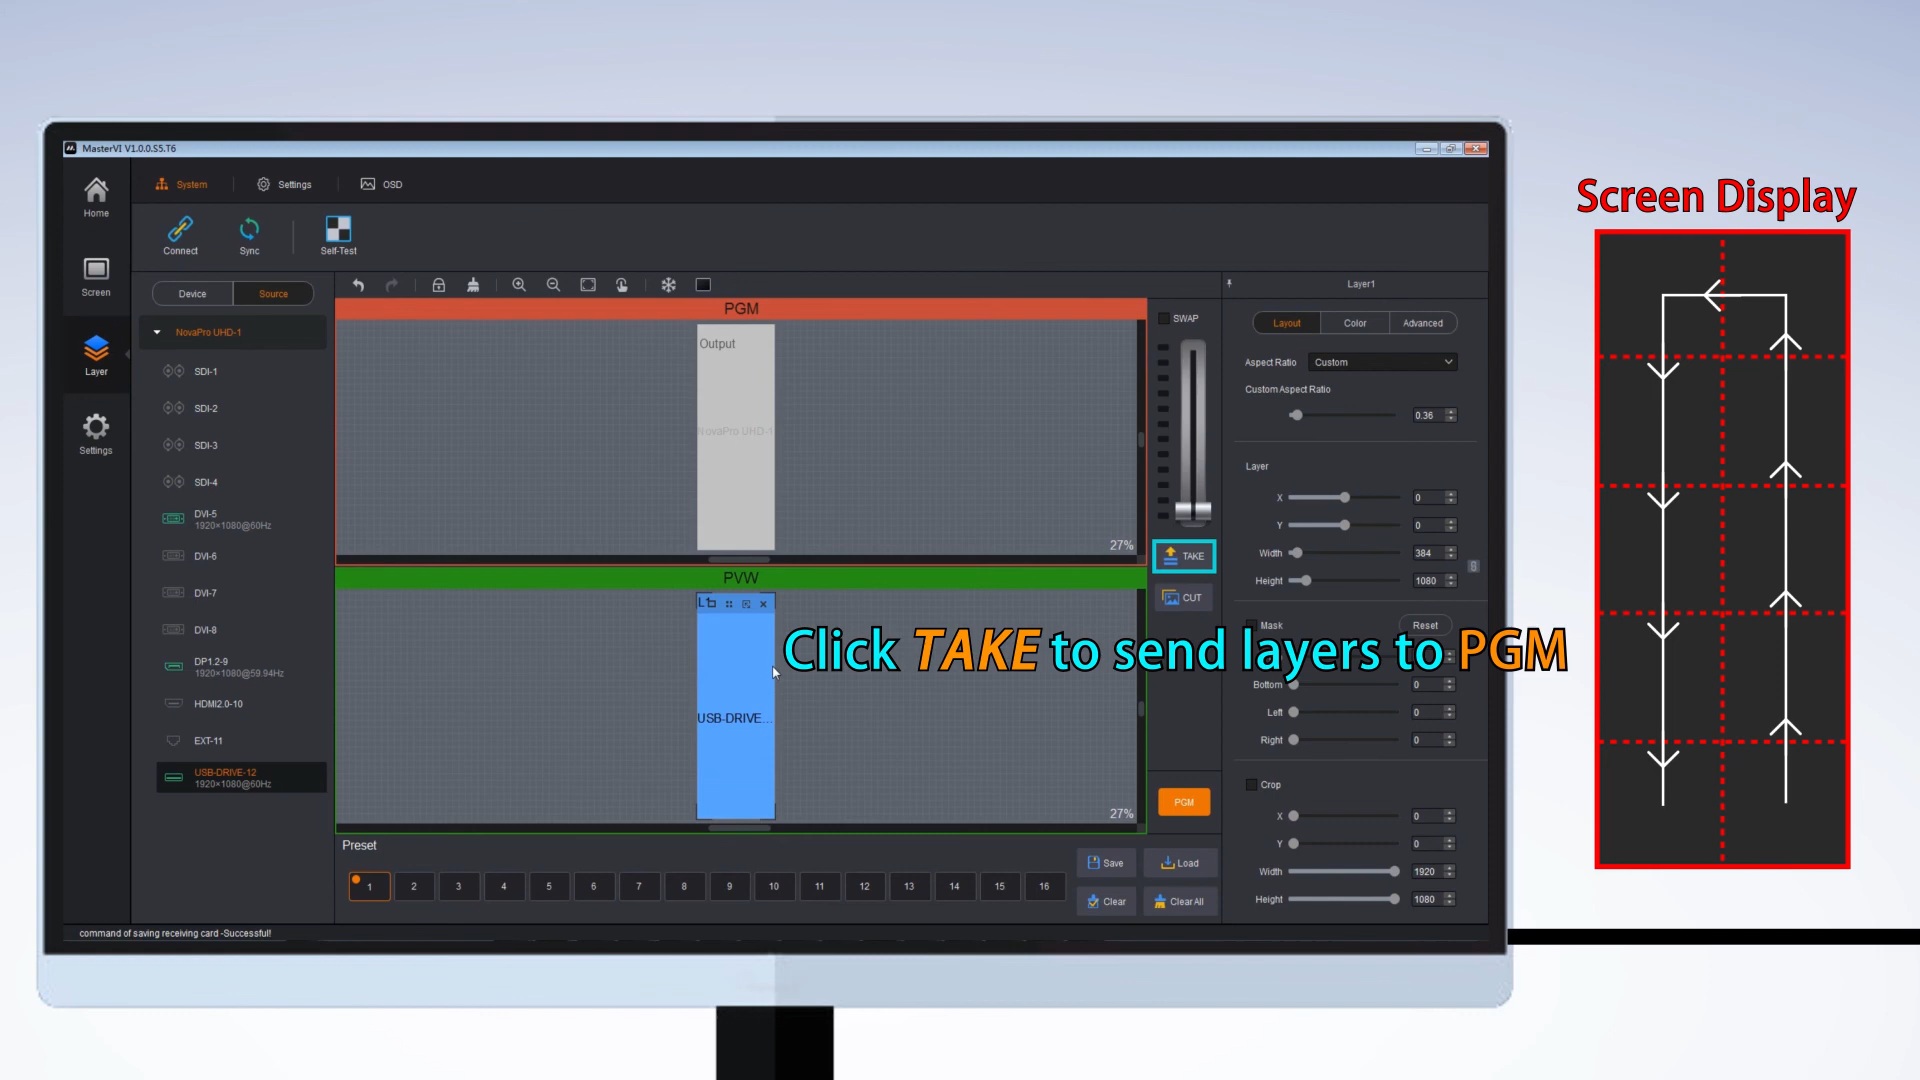 MasterVI V1.0.0.S5.T6
Home
Screen
Layer
Settings
System
Settings
OSD
Connect
Sync
Self-Test
Device
Source
NovaPro UHD-1
SDI-1
SDI-2
SDI-3
SDI-4
DVI-5
1920×1080@60Hz
DVI-6
DVI-7
DVI-8
DP1.2-9
1920×1080@59.94Hz
HDMI2.0-10
EXT-11
USB-DRIVE-12
1920×1080@60Hz
PGM
Output
NovaPro UHD-1
27%
PVW
L1
USB-DRIVE...
27%
SWAP
TAKE
CUT
PGM
Click TAKE to send layers to PGM
Preset
1 2 3 4 5 6 7 8 9 10 11 12 13 14 15 16
Save
Load
Clear
Clear All
Layer1
Layout
Color
Advanced
Aspect Ratio Custom
Custom Aspect Ratio
0.36
Layer
X 0
Y 0
Width 384
Height 1080
Mask
Reset
Bottom 0
Left 0
Right 0
Crop
X 0
Y 0
Width 1920
Height 1080
command of saving receiving card -Successful!
Screen Display